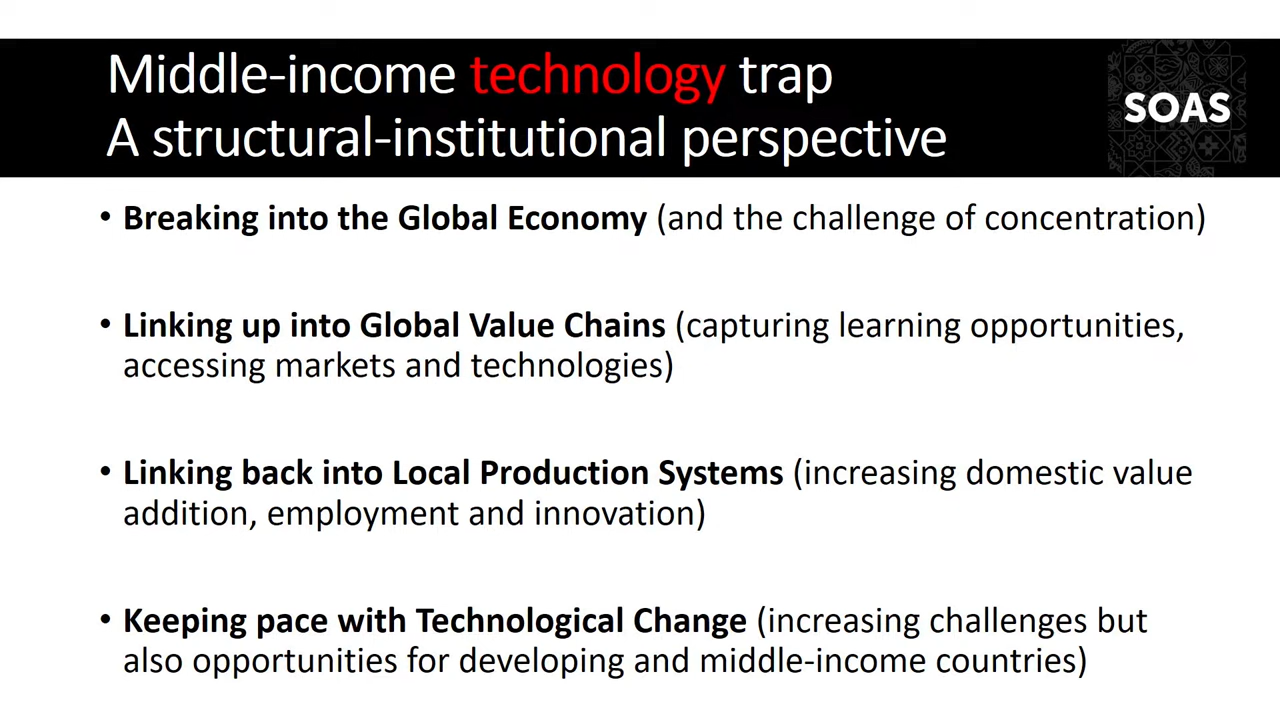 Middle-income technology trap
A structural-institutional perspective
SOAS
• Breaking into the Global Economy (and the challenge of concentration)
• Linking up into Global Value Chains (capturing learning opportunities,
accessing markets and technologies)
• Linking back into Local Production Systems (increasing domestic value
addition, employment and innovation)
• Keeping pace with Technological Change (increasing challenges but
also opportunities for developing and middle-income countries)